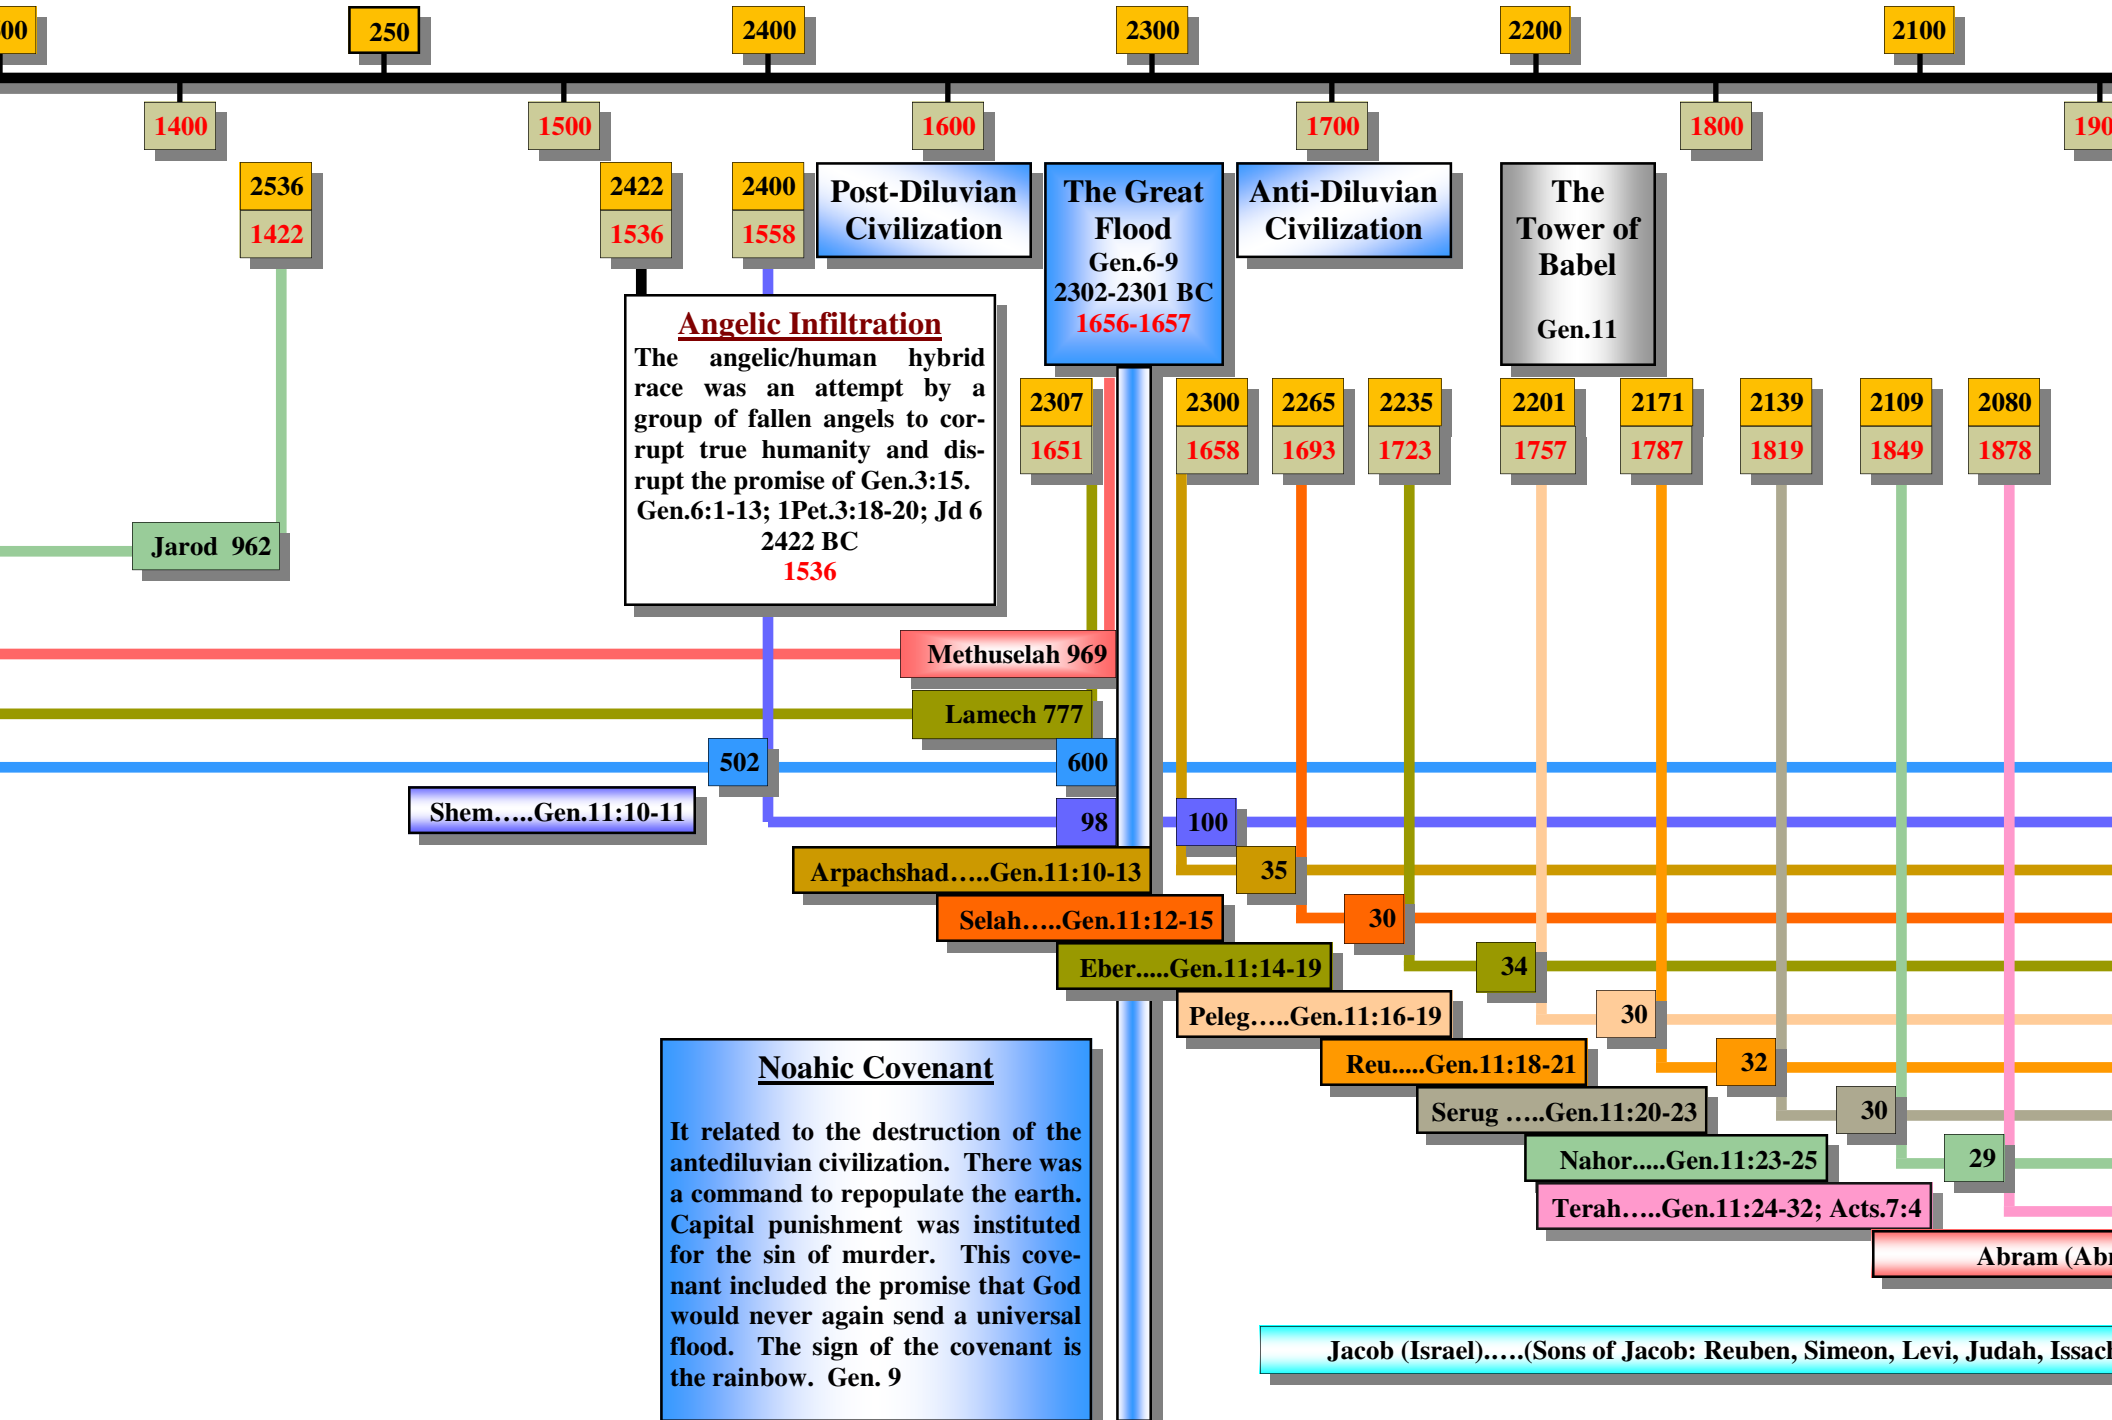 00
250
2400
2300
2200
2100
1400
1500
1600
1700
1800
190
2536
1422
2422
1536
2400
1558
Post-Diluvian
Civilization
The Great
Flood
Gen.6-9
2302-2301 BC
1656-1657
Anti-Diluvian
Civilization
The
Tower of
Babel
Gen.11
Angelic Infiltration
The angelic/human hybrid
race was an attempt by a
group of fallen angels to cor-
rupt true humanity and dis-
rupt the promise of Gen.3:15.
Gen.6:1-13; 1Pet.3:18-20; Jd 6
2422 BC
1536
2307
1651
2300
1658
2265
1693
2235
1723
2201
1757
2171
1787
2139
1819
2109
1849
2080
1878
Jarod  962
Methuselah 969
Lamech 777
502
600
Shem…..Gen.11:10-11
98
100
Arpachshad…..Gen.11:10-13
35
Selah…..Gen.11:12-15
30
Eber.....Gen.11:14-19
34
Peleg…..Gen.11:16-19
30
Reu.....Gen.11:18-21
32
Serug …..Gen.11:20-23
30
Nahor.....Gen.11:23-25
29
Terah…..Gen.11:24-32; Acts.7:4
Abram (Abr
Noahic Covenant
It related to the destruction of the
antediluvian civilization.  There was
a command to repopulate the earth.
Capital punishment was instituted
for the sin of murder.  This cove-
nant included the promise that God
would never again send a universal
flood.  The sign of the covenant is
the rainbow.  Gen. 9
Jacob (Israel)…..(Sons of Jacob: Reuben, Simeon, Levi, Judah, Issach